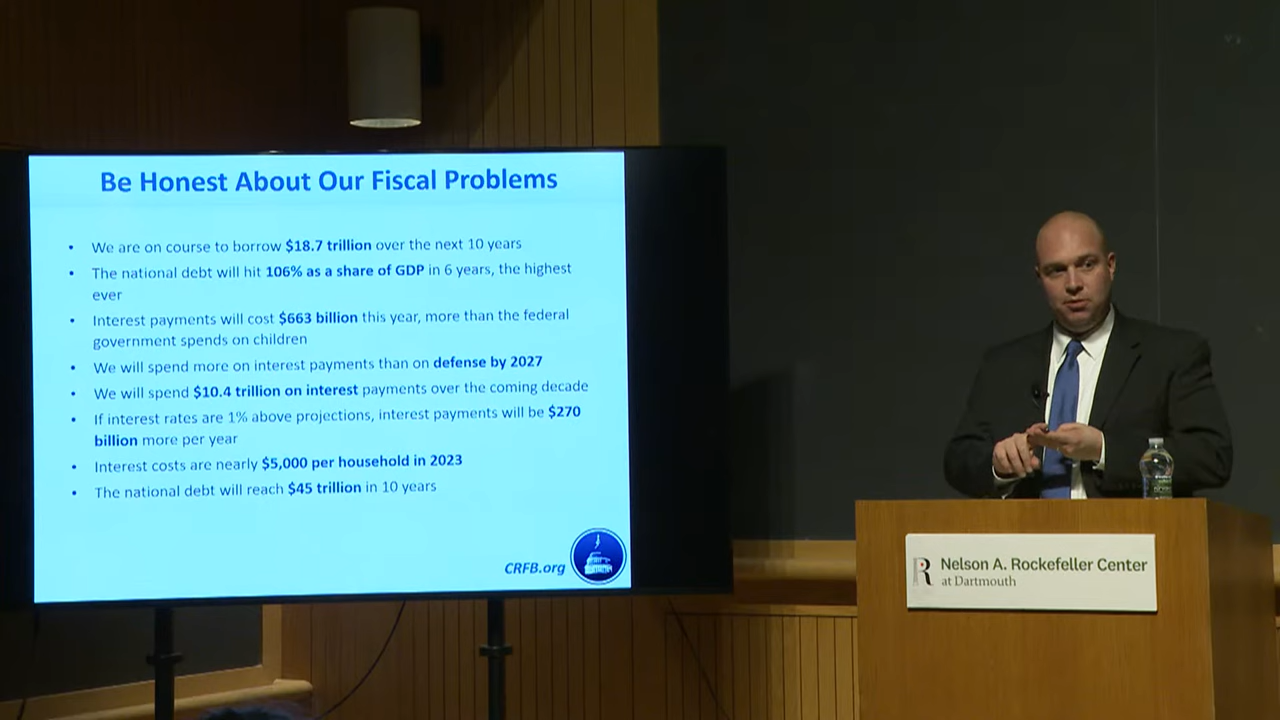 Be Honest About Our Fiscal Problems
• We are on course to borrow $18.7 trillion over the next 10 years
• The national debt will hit 106% as a share of GDP in 6 years, the highest
ever
• Interest payments will cost $663 billion this year, more than the federal
government spends on children
• We will spend more on interest payments than on defense by 2027
• We will spend $10.4 trillion on interest payments over the coming decade
• If interest rates are 1% above projections, interest payments will be $270
billion more per year
• Interest costs are nearly $5,000 per household in 2023
• The national debt will reach $45 trillion in 10 years
CRFB.org
R
Nelson A. Rockefeller Center
at Dartmouth